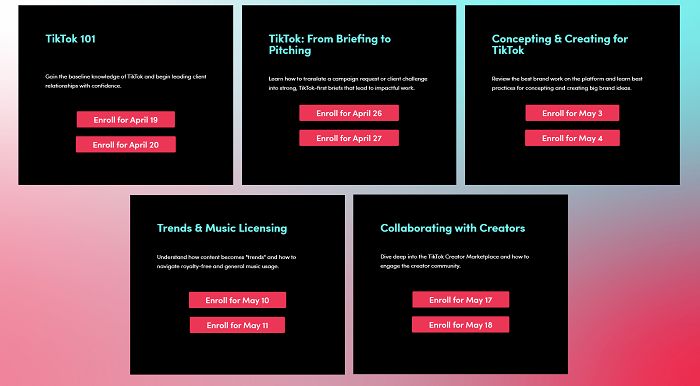 TikTok 101
Gain the baseline knowledge of TikTok and begin leading client
relationships with confidence.
Enroll for April 19
Enroll for April 20
TikTok: From Briefing to
Pitching
Learn how to translate a campaign request or client challenge
into strong, TikTok-first briefs that lead to impactful work.
Enroll for April 26
Enroll for April 27
Concepting & Creating for
TikTok
Review the best brand work on the platform and learn best
practices for concepting and creating big brand ideas.
Enroll for May 3
Enroll for May 4
Trends & Music Licensing
Understand how content becomes "trends" and how to
navigate royalty-free and general music usage.
Enroll for May 10
Enroll for May 11
Collaborating with Creators
Dive deep into the TikTok Creator Marketplace and how to
engage the creator community.
Enroll for May 17
Enroll for May 18